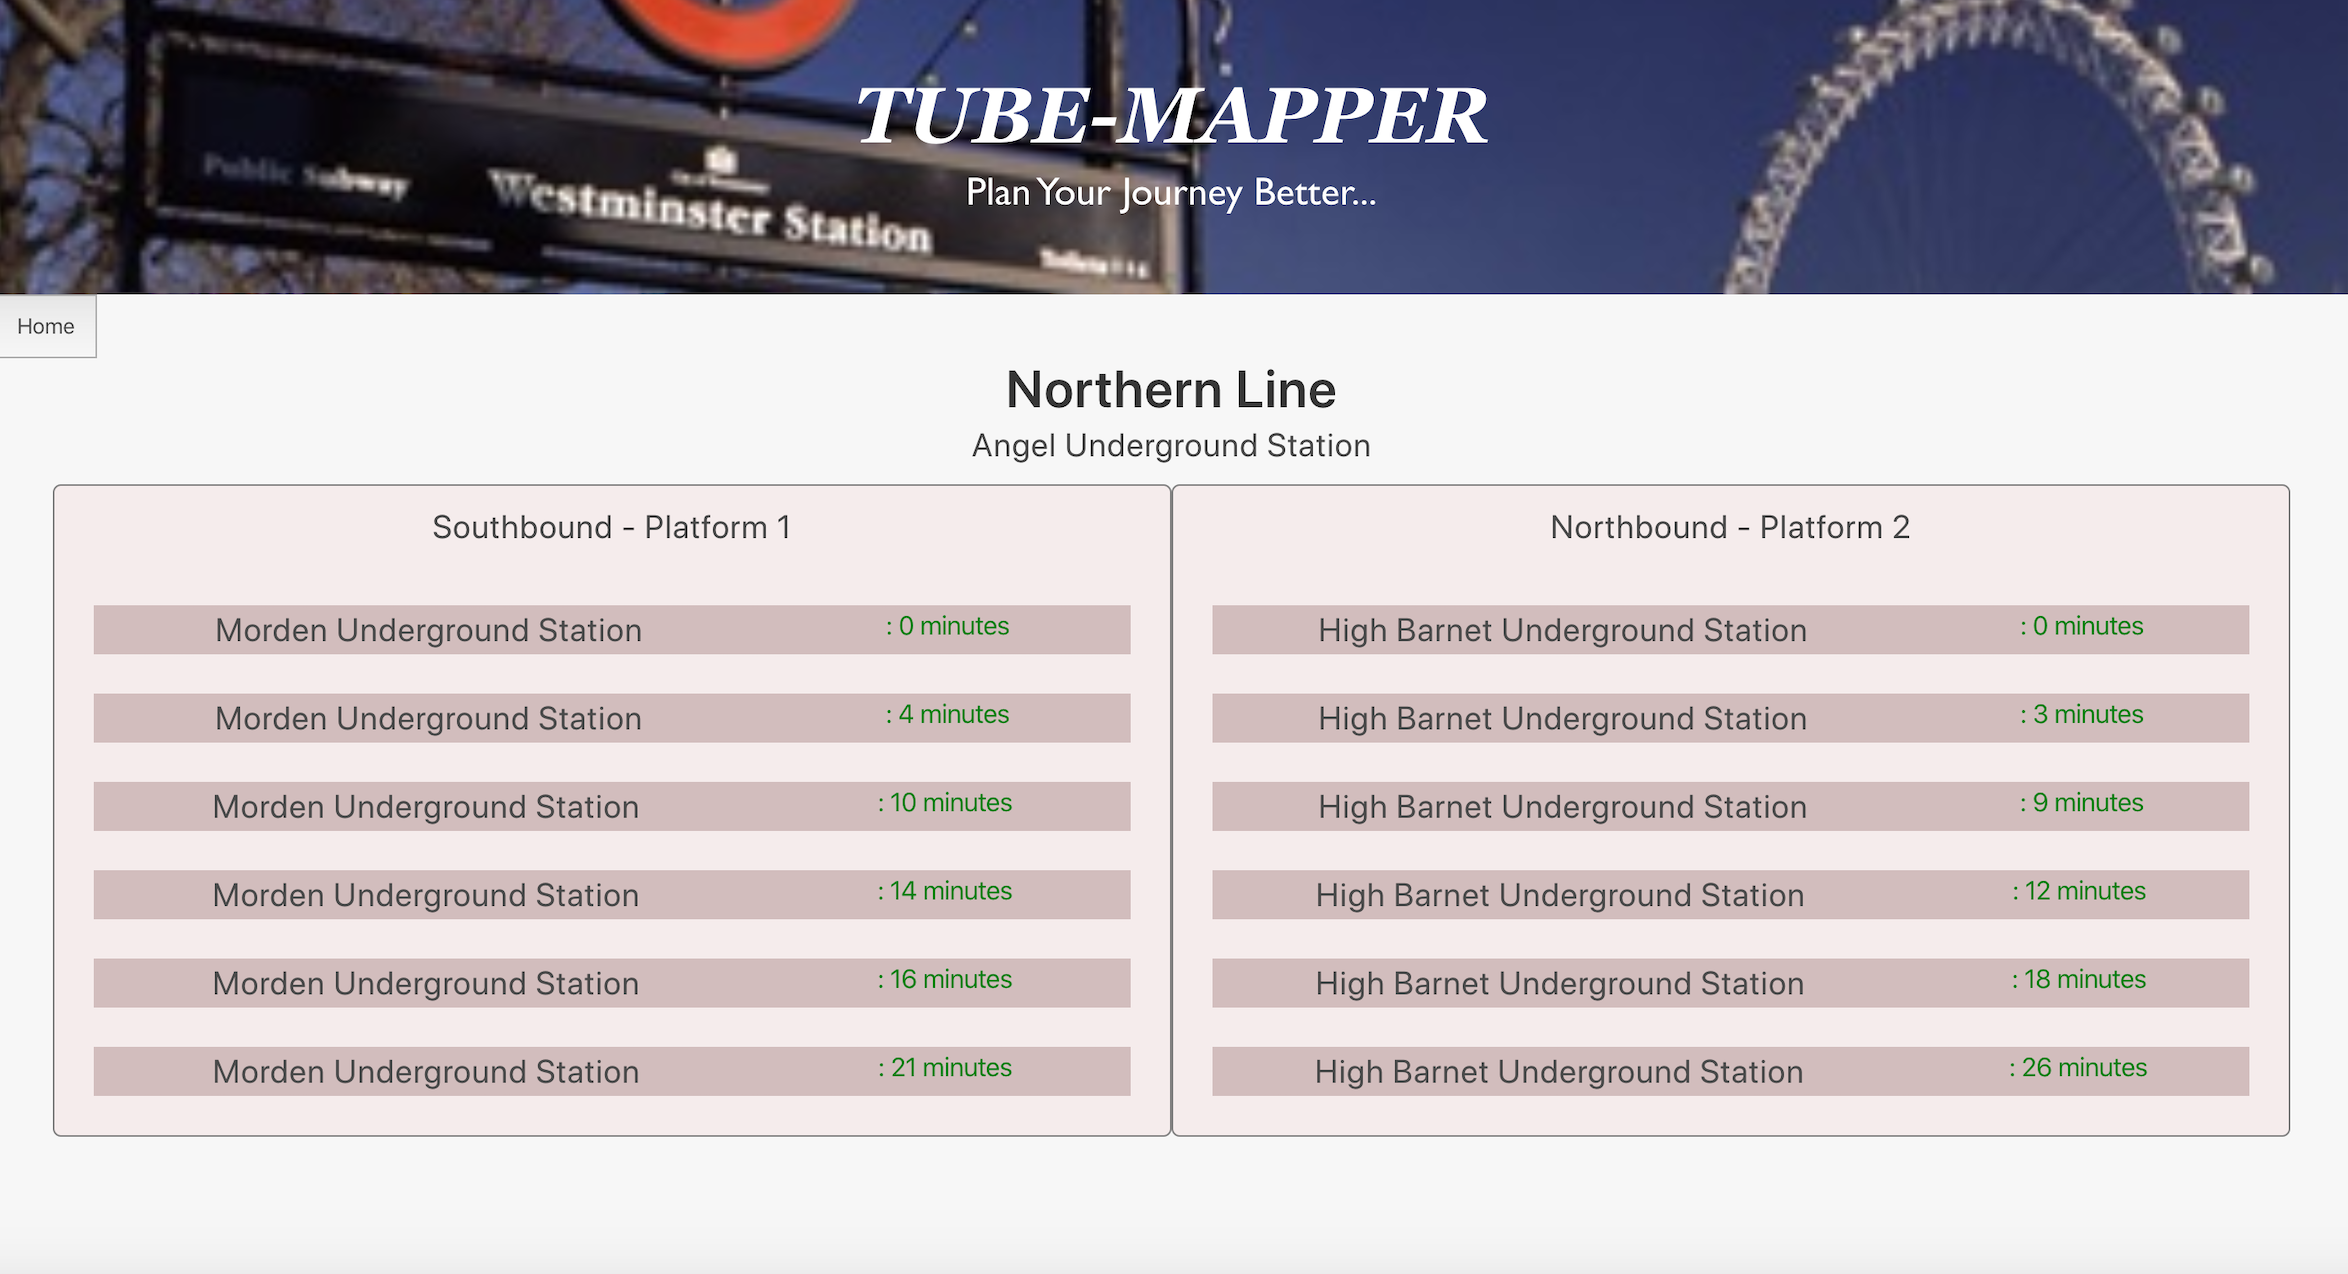 TUBE-MAPPER
Plan Your Journey Better...
Public Subway
Westminster Station
Home
Northern Line
Angel Underground Station
Southbound - Platform 1
Morden Underground Station : 0 minutes
Morden Underground Station : 4 minutes
Morden Underground Station : 10 minutes
Morden Underground Station : 14 minutes
Morden Underground Station : 16 minutes
Morden Underground Station : 21 minutes
Northbound - Platform 2
High Barnet Underground Station : 0 minutes
High Barnet Underground Station : 3 minutes
High Barnet Underground Station : 9 minutes
High Barnet Underground Station : 12 minutes
High Barnet Underground Station : 18 minutes
High Barnet Underground Station : 26 minutes